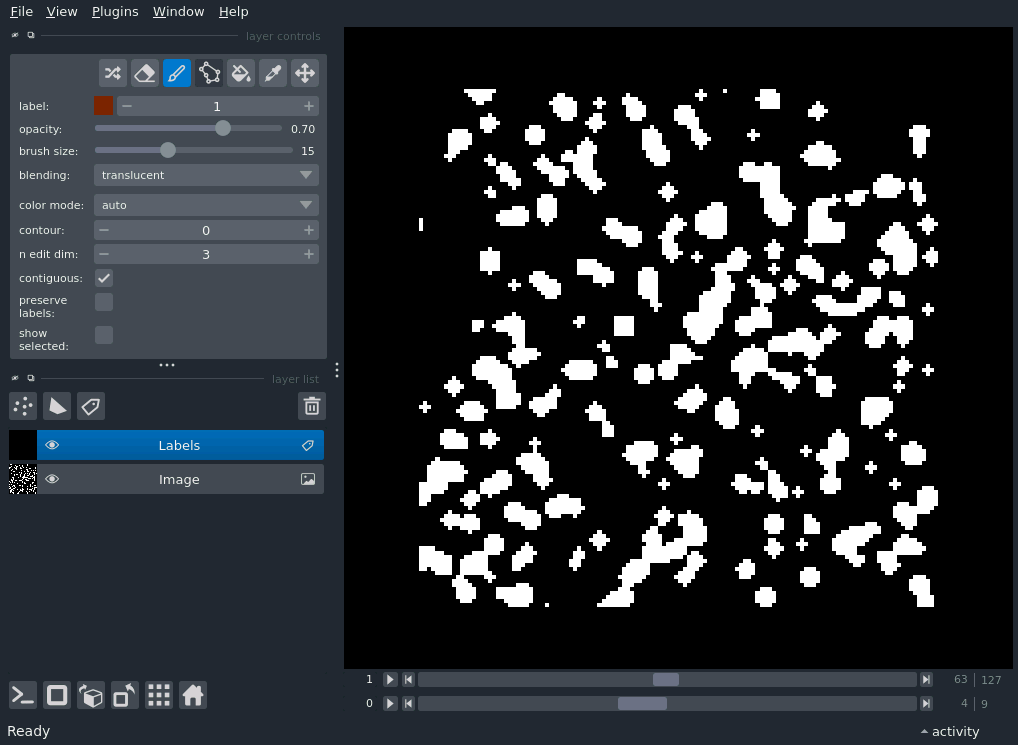 File View Plugins Window Help
layer controls
label: 1
opacity: 0.70
brush size: 15
blending: translucent
color mode: auto
contour: 0
n edit dim: 3
contiguous:
preserve
labels:
show
selected:
layer list
Labels
Image
1 63 127
0 4 9
Ready activity